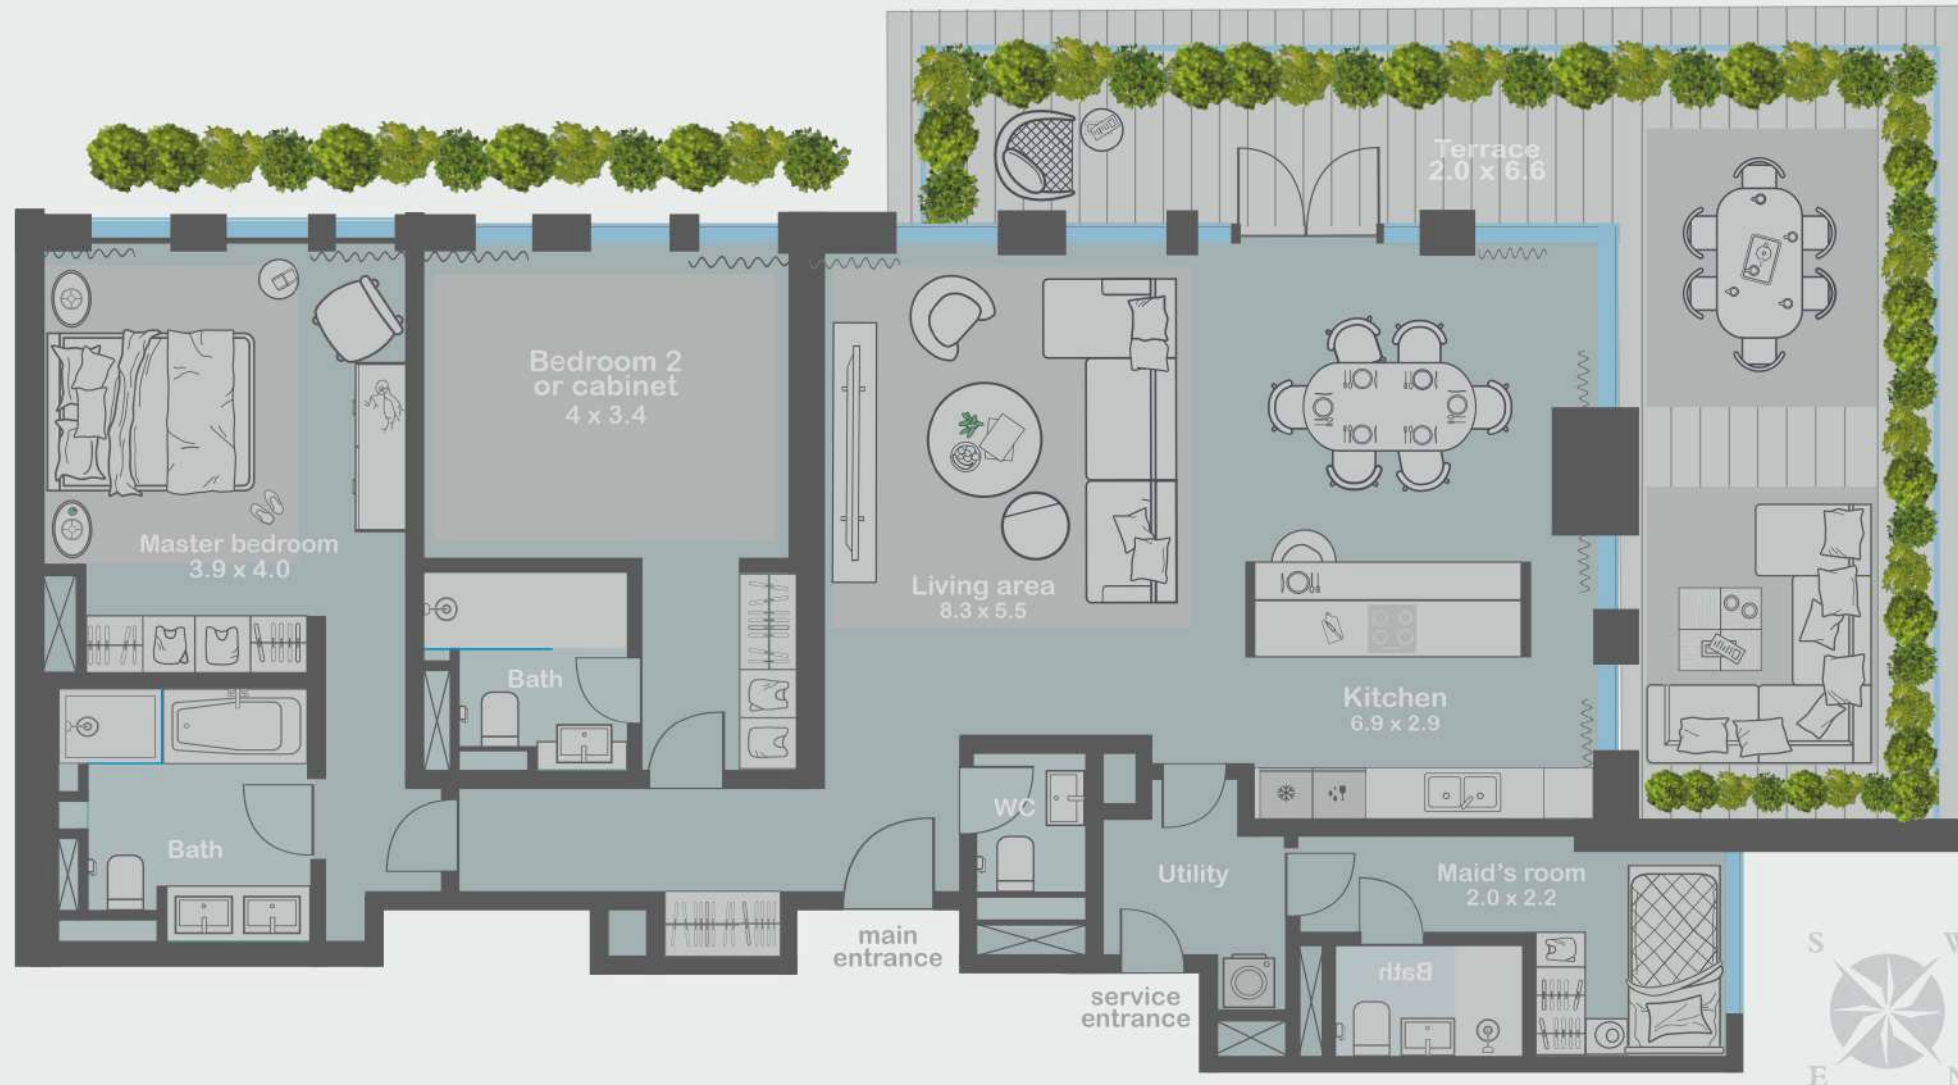 Terrace
2.0 x 6.6
Bedroom 2
or cabinet
4 x 3.4
Master bedroom
3.9 x 4.0
Living area
8.3 x 5.5
Bath
Kitchen
6.9 x 2.9
WC
Bath
Utility
Maid's room
2.0 x 2.2
main
entrance
Bath
service
entrance
S
W
E
N